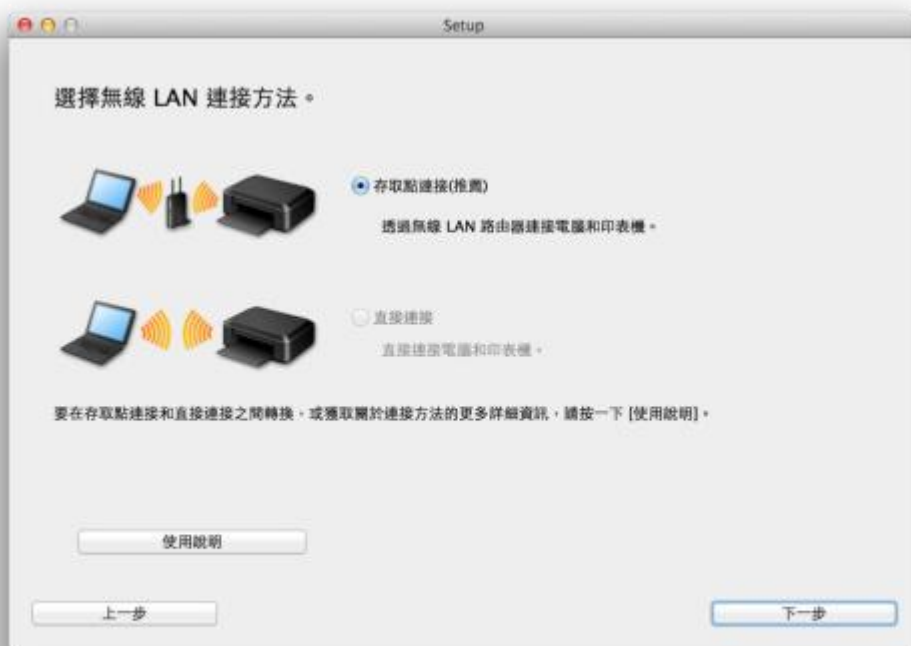 Setup
選擇無線 LAN 連接方法。
存取點連接(推薦)
透過無線 LAN 路由器連接電腦和印表機。
直接連接
直接連接電腦和印表機。
要在存取點連接和直接連接之間轉換，或獲取關於連接方法的更多詳細資訊，請按一下 [使用說明]。
使用說明
上一步
下一步